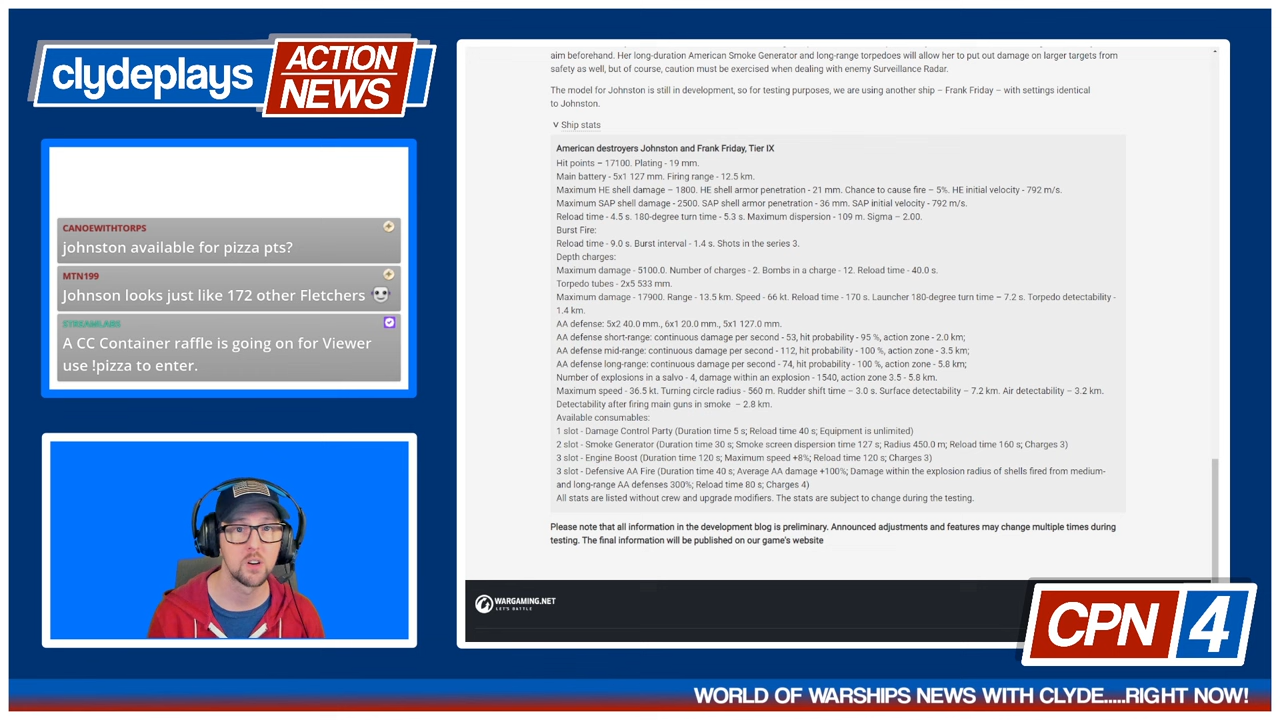 clydeplays
ACTION
NEWS
CANOEWITHTORPS
johnston available for pizza pts?
MTN199
Johnson looks just like 172 other Fletchers
STREAMLABS
A CC Container raffle is going on for Viewer
use !pizza to enter.
aim beforehand. Her long-duration American Smoke Generator and long-range torpedoes will allow her to put out damage on larger targets from
safety as well, but of course, caution must be exercised when dealing with enemy Surveillance Radar.
The model for Johnston is still in development, so for testing purposes, we are using another ship – Frank Friday – with settings identical
to Johnston.
Ship stats
American destroyers Johnston and Frank Friday, Tier IX
Hit points – 17100. Plating - 19 mm.
Main battery - 5x1 127 mm. Firing range - 12.5 km.
Maximum HE shell damage – 1800. HE shell armor penetration - 21 mm. Chance to cause fire – 5%. HE initial velocity - 792 m/s.
Maximum SAP shell damage – 2500. SAP shell armor penetration - 36 mm. SAP initial velocity - 792 m/s.
Reload time - 4.5 s. 180-degree turn time - 5.3 s. Maximum dispersion - 109 m. Sigma – 2.00.
Burst Fire:
Reload time - 9.0 s. Burst interval - 1.4 s. Shots in the series 3.
Depth charges:
Maximum damage - 5100.0. Number of charges - 2. Bombs in a charge - 12. Reload time - 40.0 s.
Torpedo tubes - 2x5 533 mm.
Maximum damage - 17900. Range - 13.5 km. Speed - 66 kt. Reload time - 170 s. Launcher 180-degree turn time – 7.2 s. Torpedo detectability -
1.4 km.
AA defense: 5x2 40.0 mm., 6x1 20.0 mm., 5x1 127.0 mm.
AA defense short-range: continuous damage per second - 53, hit probability - 95 %, action zone - 2.0 km;
AA defense mid-range: continuous damage per second - 112, hit probability - 100 %, action zone - 3.5 km;
AA defense long-range: continuous damage per second - 74, hit probability - 100 %, action zone - 5.8 km;
Number of explosions in a salvo - 4, damage within an explosion - 1540, action zone 3.5 - 5.8 km.
Maximum speed - 36.5 kt. Turning circle radius - 560 m. Rudder shift time – 3.0 s. Surface detectability – 7.2 km. Air detectability – 3.2 km.
Detectability after firing main guns in smoke – 2.8 km.
Available consumables:
1 slot - Damage Control Party (Duration time 5 s; Reload time 40 s; Equipment is unlimited)
2 slot - Smoke Generator (Duration time 30 s; Smoke screen dispersion time 127 s; Radius 450.0 m; Reload time 160 s; Charges 3)
3 slot - Engine Boost (Duration time 120 s; Maximum speed +8%; Reload time 120 s; Charges 3)
3 slot - Defensive AA Fire (Duration time 40 s; Average AA damage +100%; Damage within the explosion radius of shells fired from medium-
and long-range AA defenses 300%; Reload time 80 s; Charges 4)
All stats are listed without crew and upgrade modifiers. The stats are subject to change during the testing.
Please note that all information in the development blog is preliminary. Announced adjustments and features may change multiple times during
testing. The final information will be published on our game's website
WARGAMING.NET
LET'S BATTLE
CPN 4
WORLD OF WARSHIPS NEWS WITH CLYDE.....RIGHT NOW!